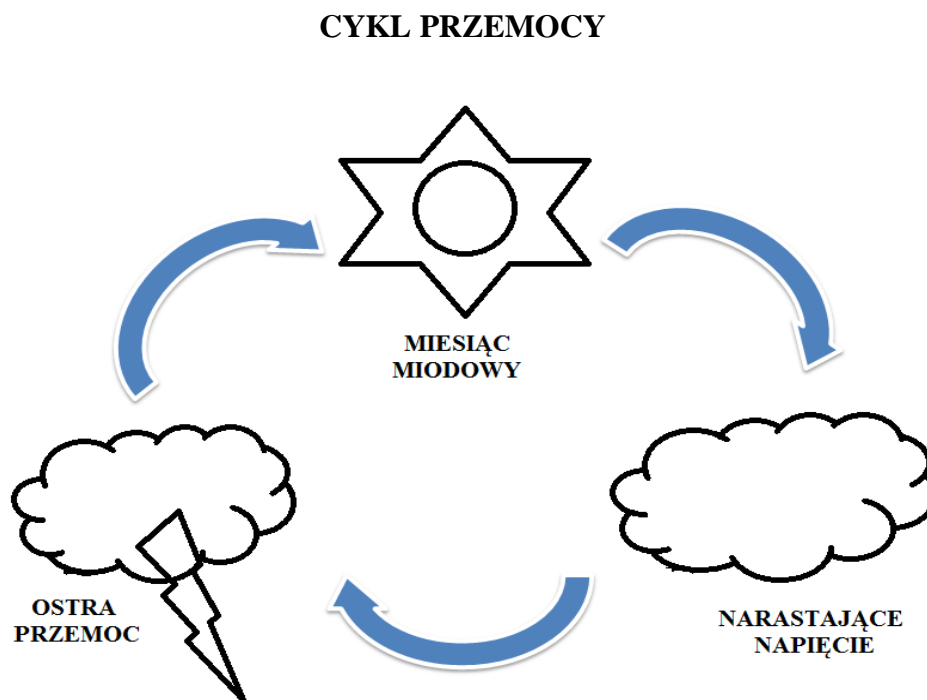 CYKL PRZEMOCY
MIESIĄC
MIODOWY
NARASTAJĄCE
NAPIĘCIE
OSTRA
PRZEMOC